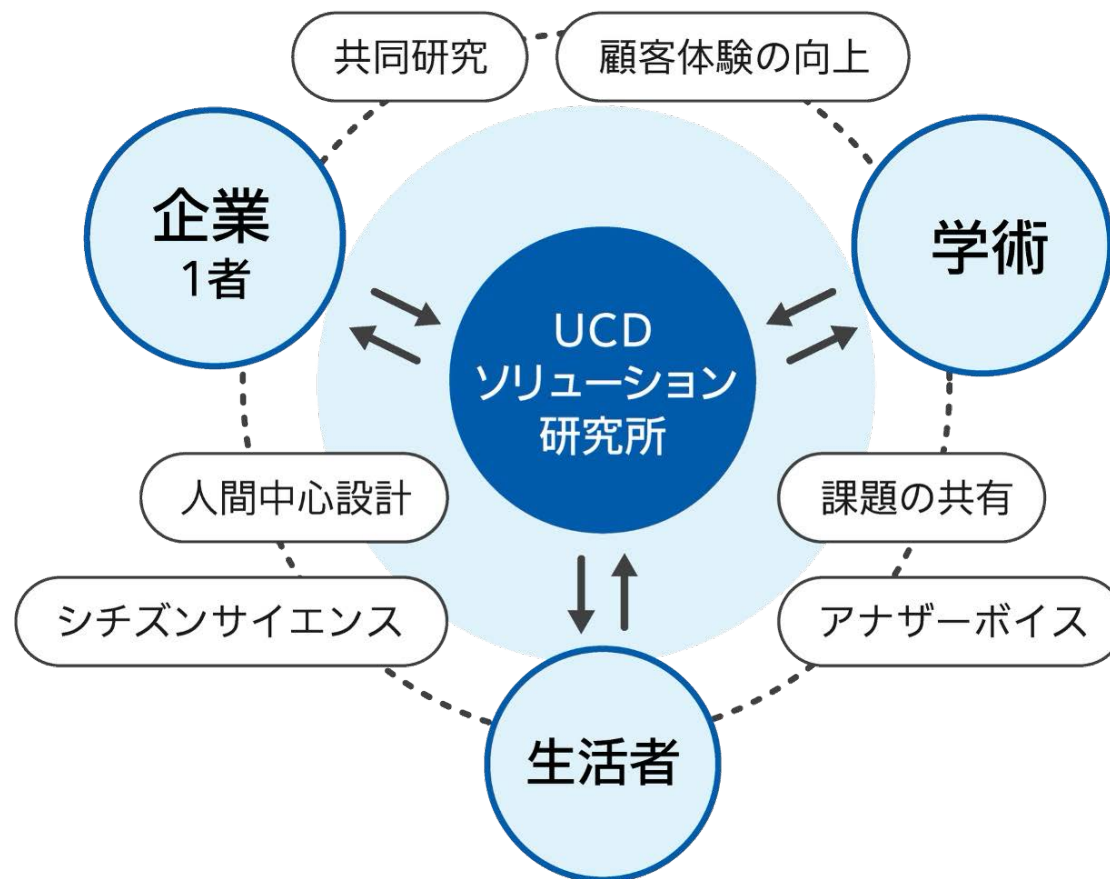 共同研究
顧客体験の向上
企業
1者
学術
UCD
ソリューション
研究所
人間中心設計
課題の共有
シチズンサイエンス
アナザーボイス
生活者